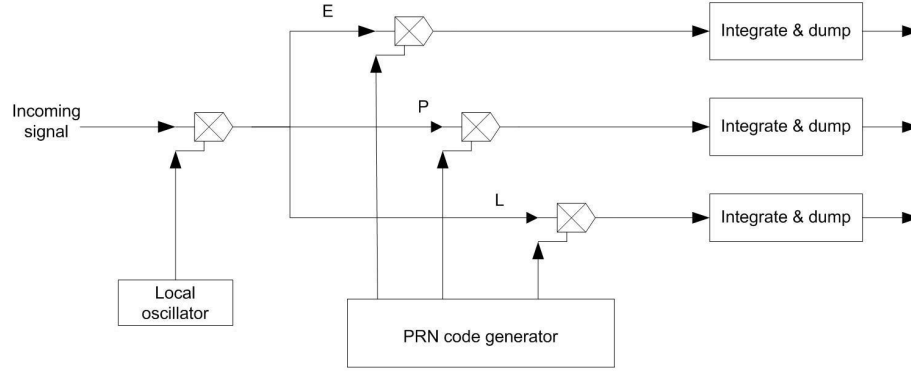 E
Integrate & dump
Incoming
signal
P
Integrate & dump
L
Integrate & dump
Local
oscillator
PRN code generator